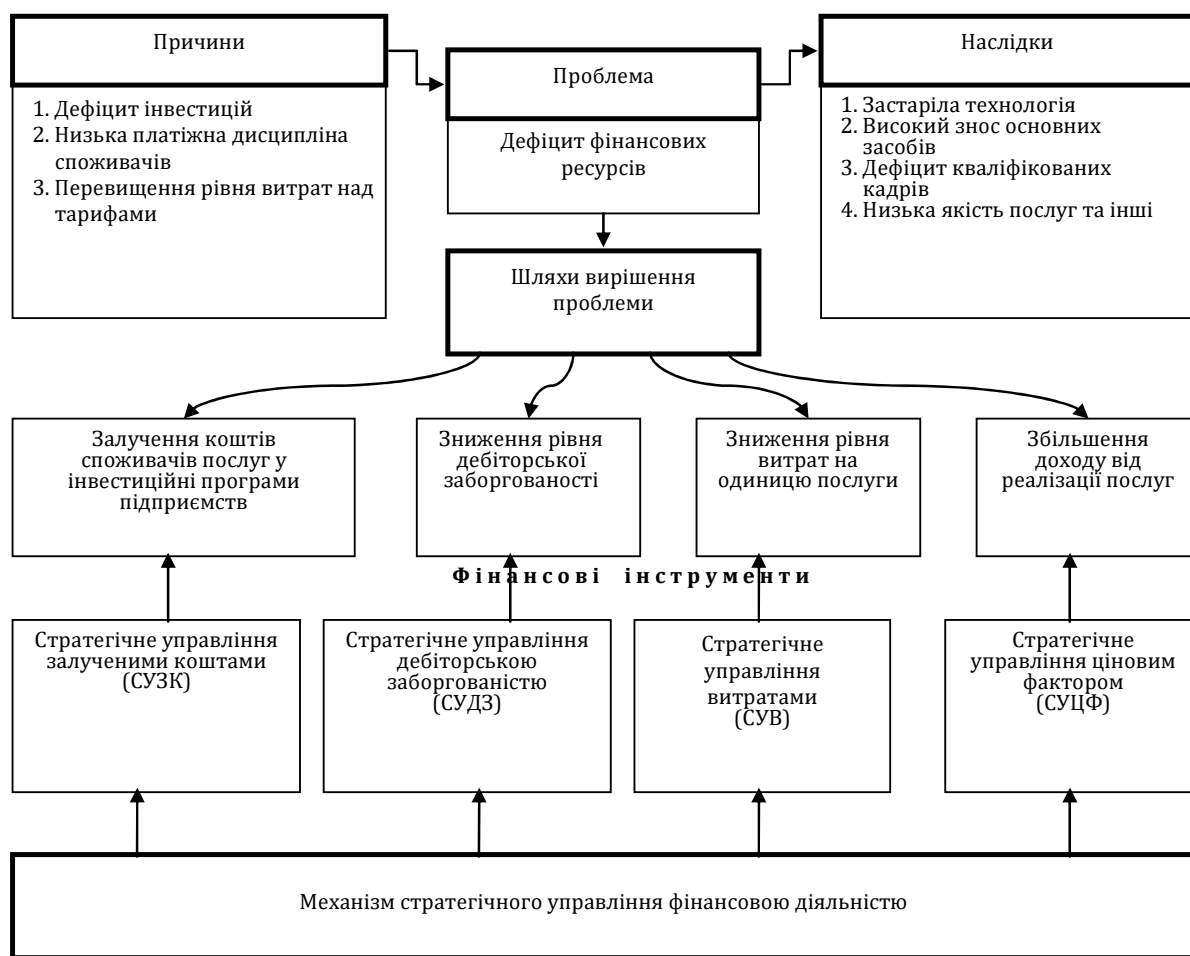 Причини
1. Дефіцит інвестицій
2. Низька платіжна дисципліна
споживачів
3. Перевищення рівня витрат над
тарифами
Проблема
Дефіцит фінансових
ресурсів
Наслідки
1. Застаріла технологія
2. Високий знос основних
засобів
3. Дефіцит кваліфікованих
кадрів
4. Низька якість послуг та інші
Шляхи вирішення
проблеми
Залучення коштів
споживачів послуг у
інвестиційні програми
підприємств
Зниження рівня
дебіторської
заборгованості
Зниження рівня
витрат на
одиницю послуги
Збільшення
доходу від
реалізації послуг
Фінансові інструменти
Стратегічне управління
залученими коштами
(СУЗК)
Стратегічне управління
дебіторською
заборгованістю
(СУДЗ)
Стратегічне
управління
витратами
(СУВ)
Стратегічне
управління ціновим
фактором
(СУЦФ)
Механізм стратегічного управління фінансовою діяльністю